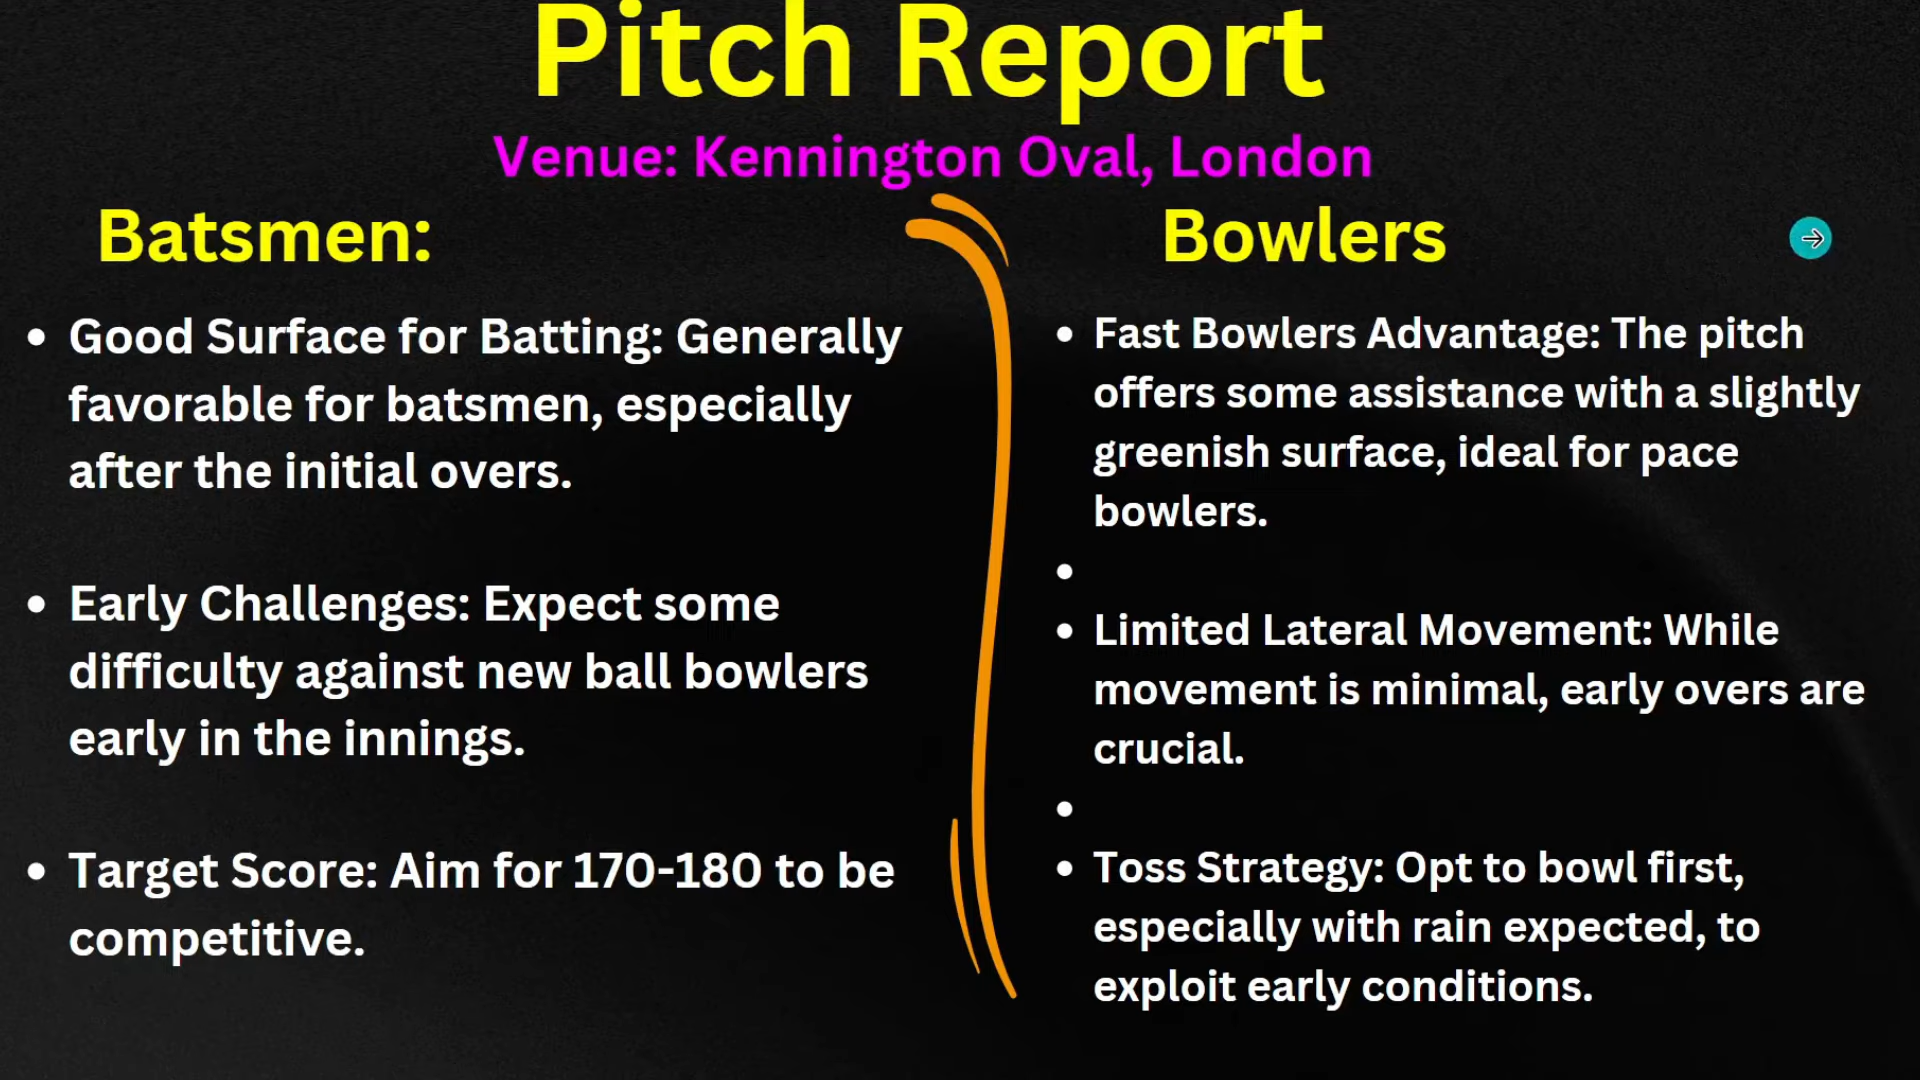 Pitch Report
Venue: Kennington Oval, London
Batsmen:
• Good Surface for Batting: Generally
favorable for batsmen, especially
after the initial overs.
• Early Challenges: Expect some
difficulty against new ball bowlers
early in the innings.
• Target Score: Aim for 170-180 to be
competitive.
Bowlers
• Fast Bowlers Advantage: The pitch
offers some assistance with a slightly
greenish surface, ideal for pace
bowlers.
•
• Limited Lateral Movement: While
movement is minimal, early overs are
crucial.
•
• Toss Strategy: Opt to bowl first,
especially with rain expected, to
exploit early conditions.